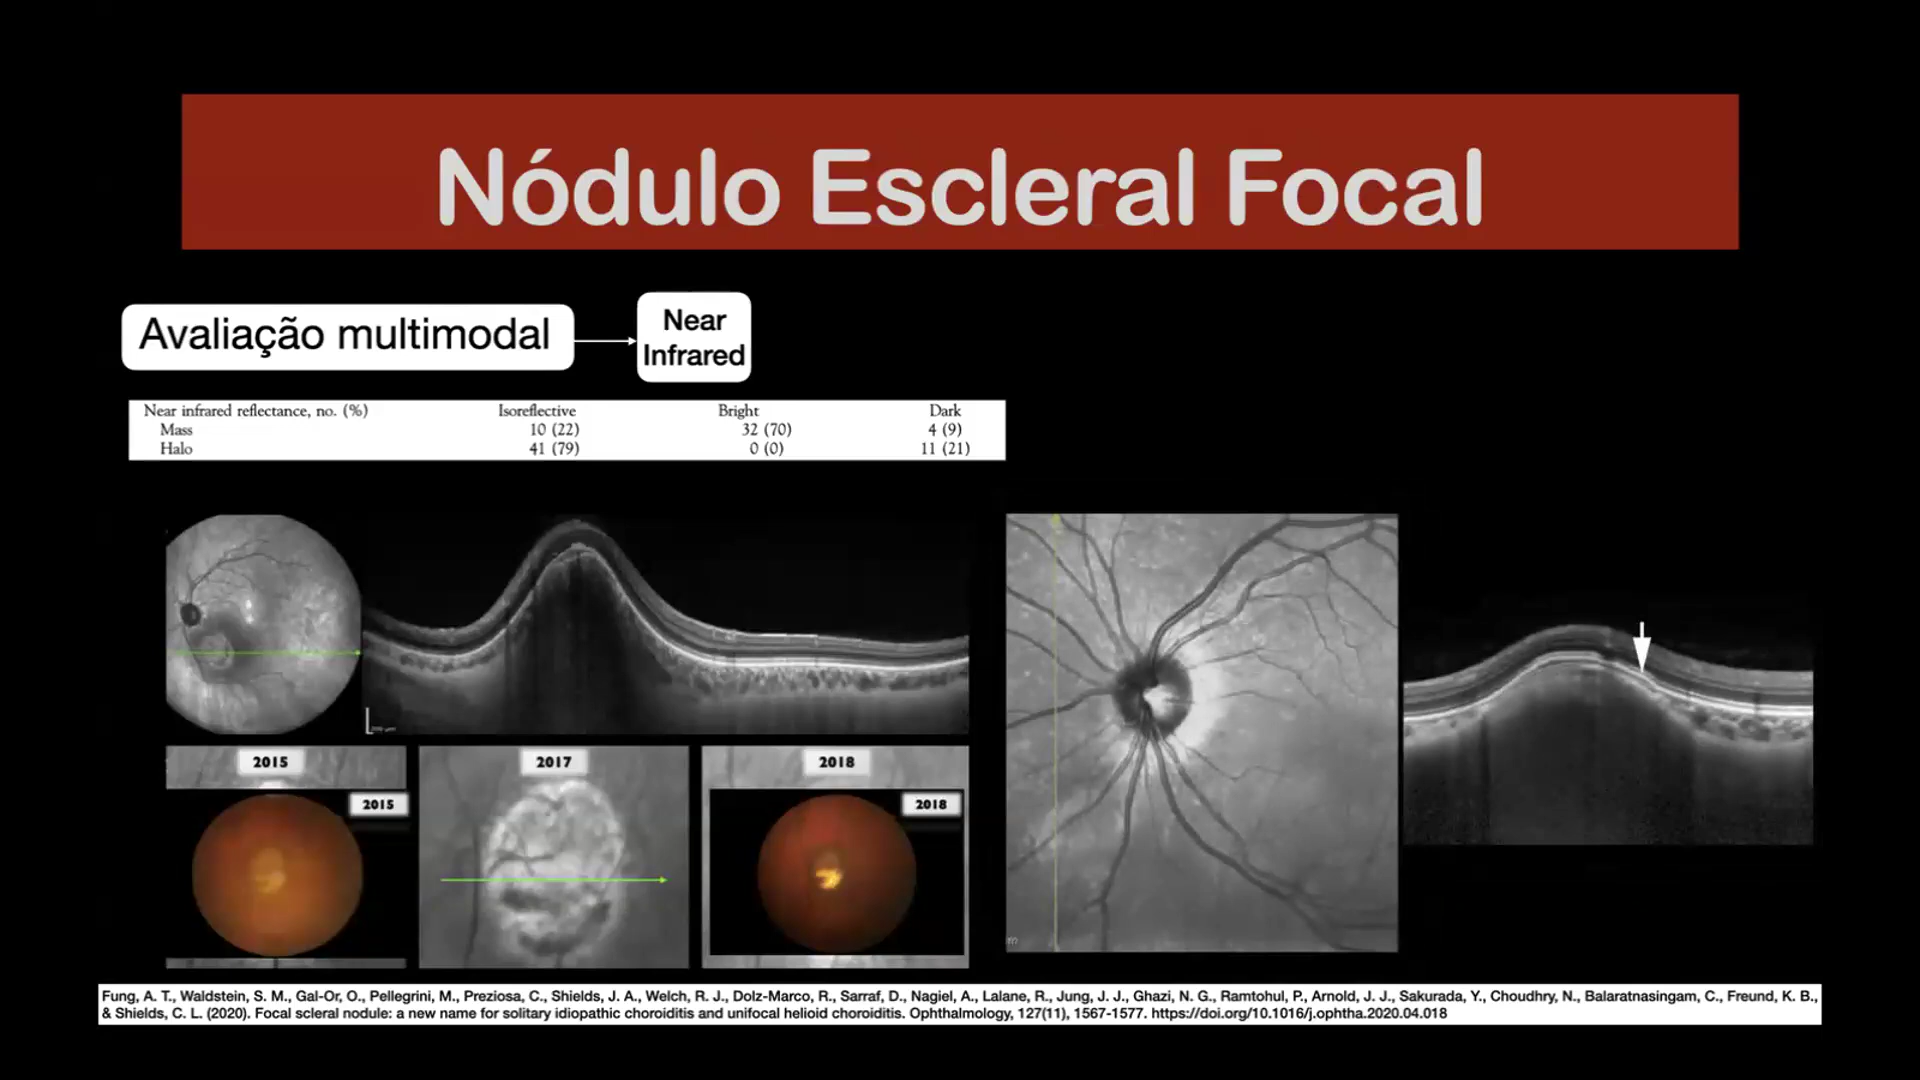 Nódulo Escleral Focal
Avaliação multimodal
Near
Infrared
Near infrared reflectance, no. (%) Isoreflective Bright Dark
Mass 10 (22) 32 (70) 4 (9)
Halo 41 (79) 0 (0) 11 (21)
2015
2017
2018
2015
2018
Fung, A. T., Waldstein, S. M., Gal-Or, O., Pellegrini, M., Preziosa, C., Shields, J. A., Welch, R. J., Dolz-Marco, R., Sarraf, D., Nagiel, A., Lalane, R., Jung, J. J., Ghazi, N. G., Ramtohul, P., Arnold, J. J., Sakurada, Y., Choudhry, N., Balaratnasingam, C., Freund, K. B.,
& Shields, C. L. (2020). Focal scleral nodule: a new name for solitary idiopathic choroiditis and unifocal helioid choroiditis. Ophthalmology, 127(11), 1567-1577. https://doi.org/10.1016/j.ophtha.2020.04.018